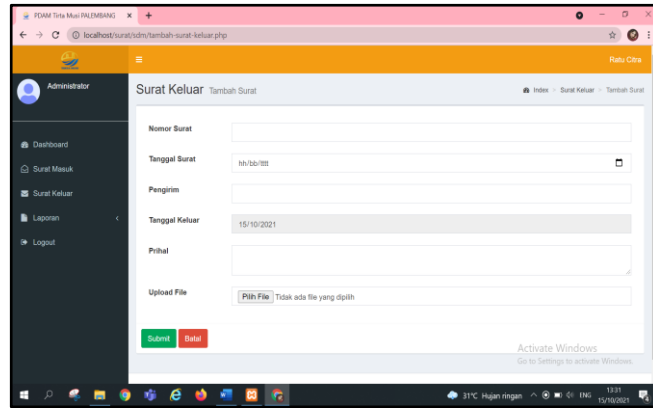 PDAM Tirta Musi PALEMBANG
localhost/surat/sdm/tambah-surat-keluar.php
Ratu Citra
Administrator
Surat Keluar Tambah Surat
Index > Surat Keluar > Tambah Surat
Dashboard
Surat Masuk
Surat Keluar
Laporan
Logout
Nomor Surat
Tanggal Surat
hh/bb/tttt
Pengirim
Tanggal Keluar
15/10/2021
Prihal
Upload File
Pilih File Tidak ada file yang dipilih
Submit Batal
Activate Windows
Go to Settings to activate Windows.
31°C Hujan ringan ENG
13:31
15/10/2021